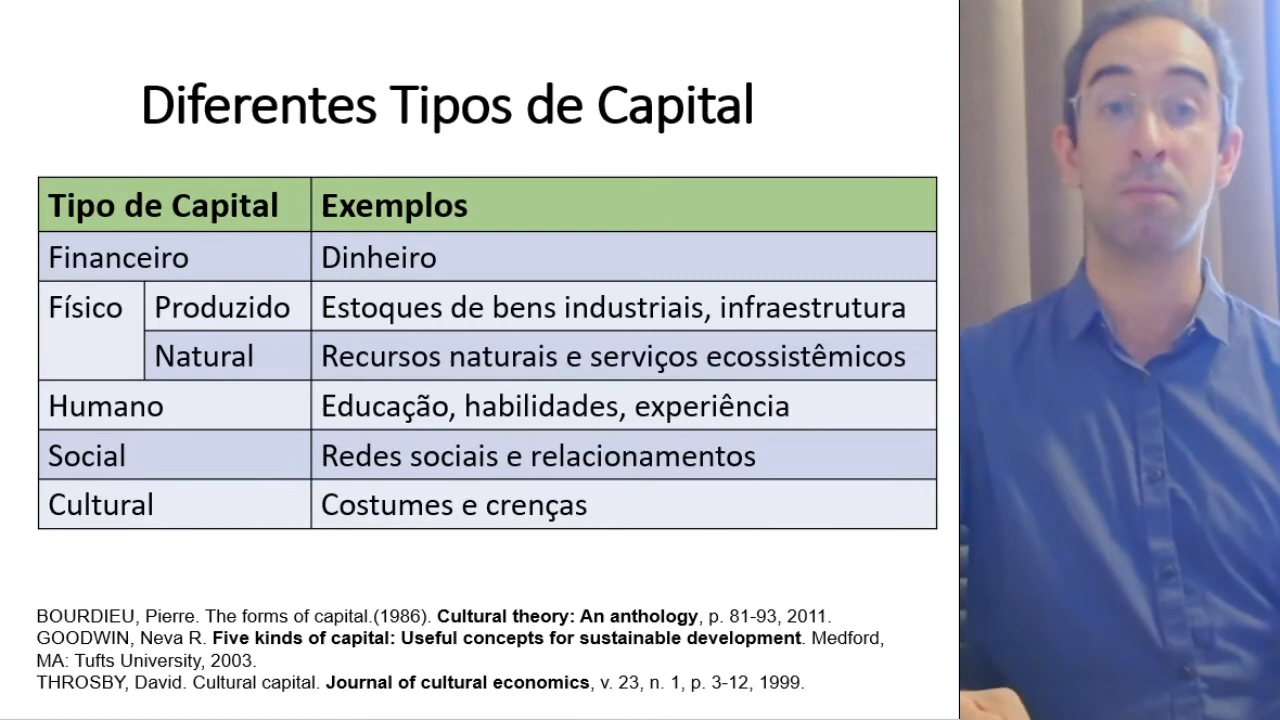 Diferentes Tipos de Capital
Tipo de Capital Exemplos
Financeiro Dinheiro
Físico Produzido Estoques de bens industriais, infraestrutura
Natural Recursos naturais e serviços ecossistêmicos
Humano Educação, habilidades, experiência
Social Redes sociais e relacionamentos
Cultural Costumes e crenças
BOURDIEU, Pierre. The forms of capital.(1986). Cultural theory: An anthology, p. 81-93, 2011.
GOODWIN, Neva R. Five kinds of capital: Useful concepts for sustainable development. Medford,
MA: Tufts University, 2003.
THROSBY, David. Cultural capital. Journal of cultural economics, v. 23, n. 1, p. 3-12, 1999.